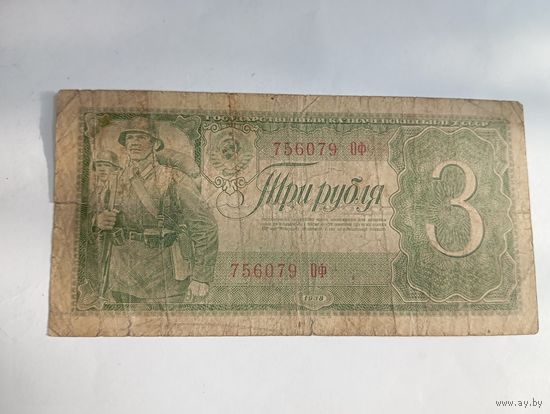 ГОСУДАРСТВЕННЫЙ КАЗНАЧЕЙСКИЙ БИЛЕТ СССР
756079 ОФ
Три рубля
3
756079 ОФ
1938
www.ay.by